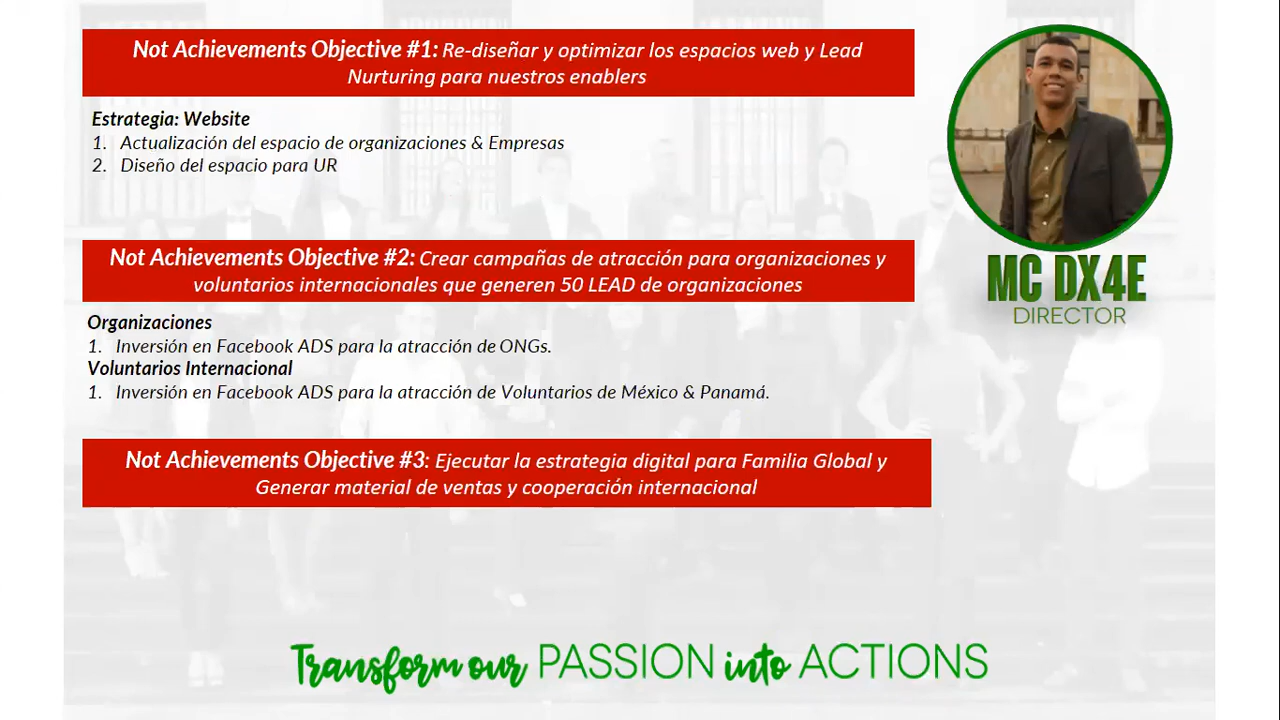 Not Achievements Objective #1: Re-diseñar y optimizar los espacios web y Lead
Nurturing para nuestros enablers
Estrategia: Website
1. Actualización del espacio de organizaciones & Empresas
2. Diseño del espacio para UR
MC DX4E
DIRECTOR
Not Achievements Objective #2: Crear campañas de atracción para organizaciones y
voluntarios internacionales que generen 50 LEAD de organizaciones
Organizaciones
1. Inversión en Facebook ADS para la atracción de ONGs.
Voluntarios Internacional
1. Inversión en Facebook ADS para la atracción de Voluntarios de México & Panamá.
Not Achievements Objective #3: Ejecutar la estrategia digital para Familia Global y
Generar material de ventas y cooperación internacional
Transform our PASSION into ACTIONS